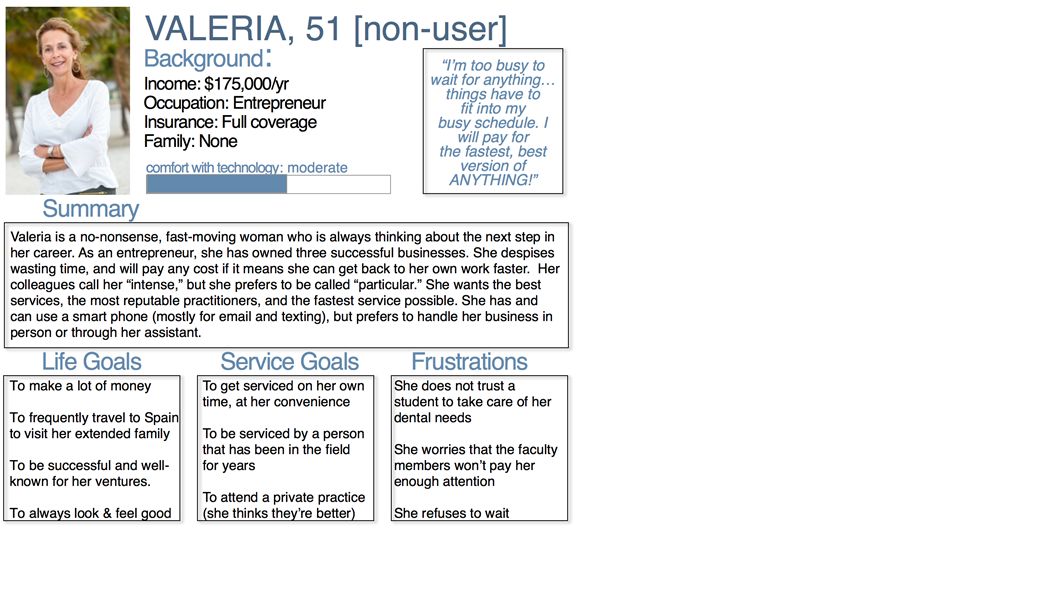 VALERIA, 51 [non-user]
Background:
Income: $175,000/yr
Occupation: Entrepreneur
Insurance: Full coverage
Family: None
comfort with technology: moderate
“I’m too busy to
wait for anything…
things have to
fit into my
busy schedule. I
will pay for
the fastest, best
version of
ANYTHING!”
Summary
Valeria is a no-nonsense, fast-moving woman who is always thinking about the next step in
her career. As an entrepreneur, she has owned three successful businesses. She despises
wasting time, and will pay any cost if it means she can get back to her own work faster.  Her
colleagues call her “intense,” but she prefers to be called “particular.” She wants the best
services, the most reputable practitioners, and the fastest service possible. She has and
can use a smart phone (mostly for email and texting), but prefers to handle her business in
person or through her assistant.
Life Goals
To make a lot of money
To frequently travel to Spain
to visit her extended family
To be successful and well-
known for her ventures.
To always look & feel good
Service Goals
To get serviced on her own
time, at her convenience
To be serviced by a person
that has been in the field
for years
To attend a private practice
(she thinks they’re better)
Frustrations
She does not trust a
student to take care of her
dental needs
She worries that the faculty
members won’t pay her
enough attention
She refuses to wait